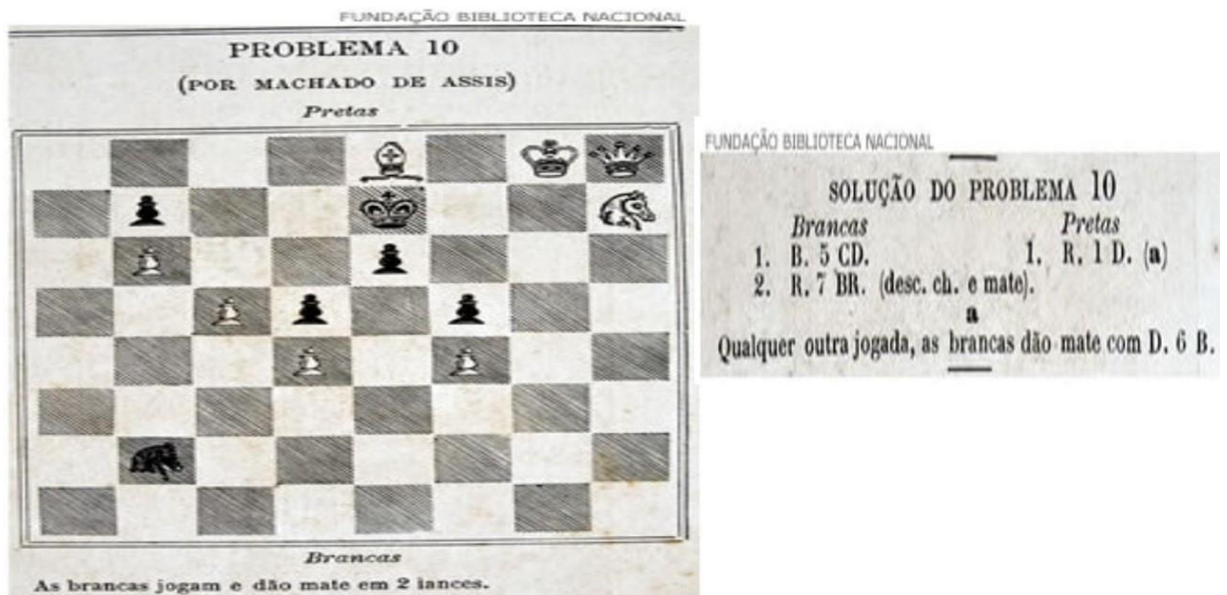 FUNDAÇÃO BIBLIOTECA NACIONAL
PROBLEMA 10
(POR MACHADO DE ASSIS)
Pretas
Brancas
As brancas jogam e dão mate em 2 lances.
FUNDAÇÃO BIBLIOTECA NACIONAL
SOLUÇÃO DO PROBLEMA 10
Brancas Pretas
1. B. 5 CD. 1. R. 1 D. (a)
2. R. 7 BR. (desc. ch. e mate).
a
Qualquer outra jogada, as brancas dão mate com D. 6 B.